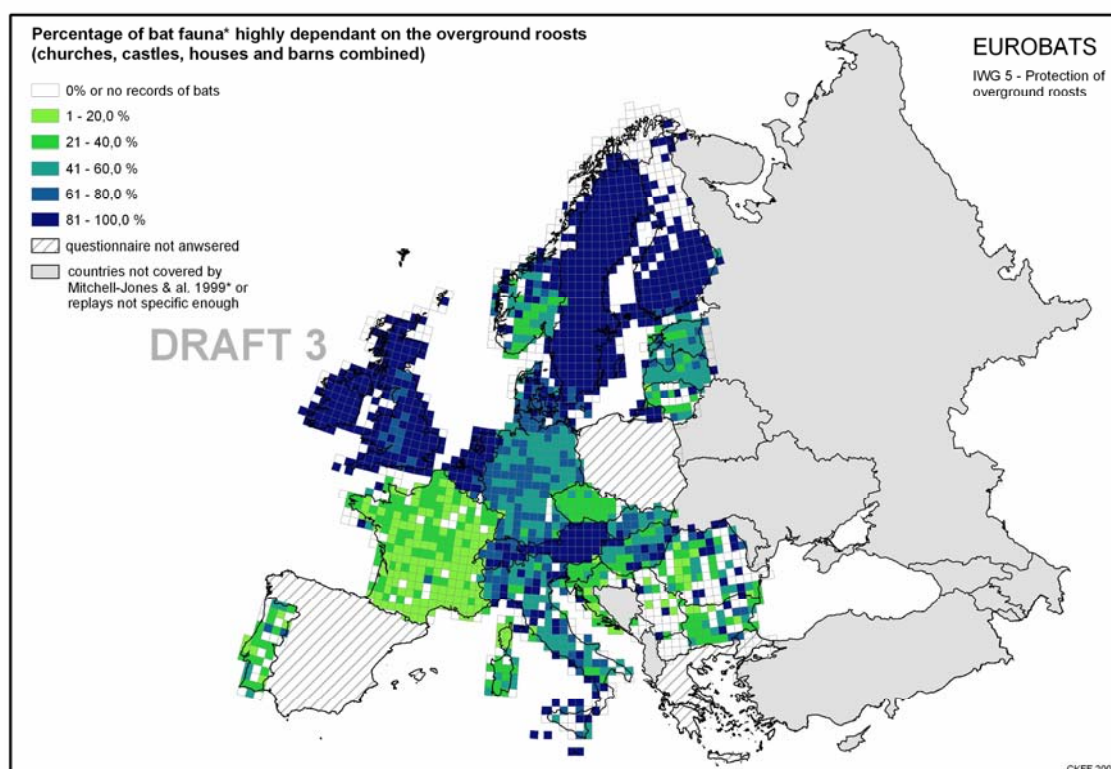 Percentage of bat fauna* highly dependant on the overground roosts
(churches, castles, houses and barns combined)
EUROBATS
IWG 5 - Protection of
overground roosts
0% or no records of bats
1 - 20,0 %
21 - 40,0 %
41 - 60,0 %
61 - 80,0 %
81 - 100,0 %
questionnaire not anwsered
countries not covered by
Mitchell-Jones & al. 1999* or
replays not specific enough
DRAFT 3